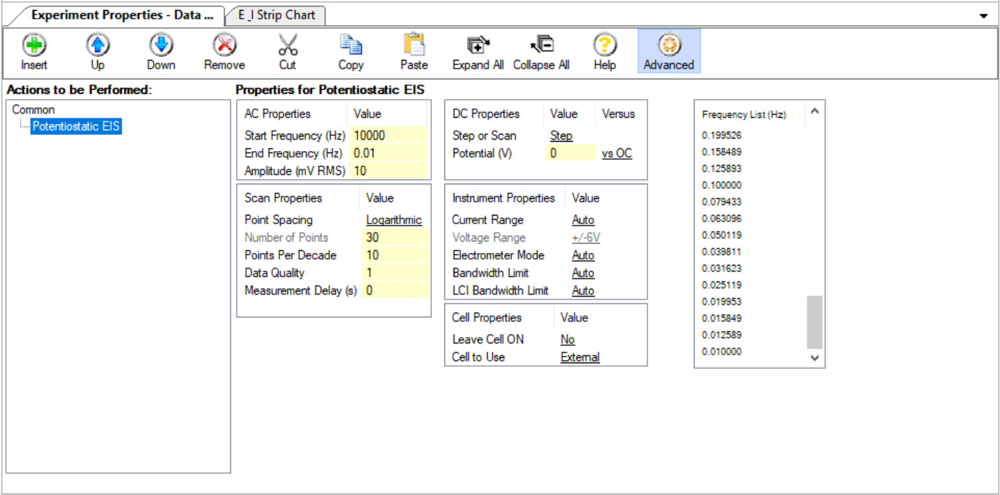 Experiment Properties - Data ... E_I Strip Chart
Insert Up Down Remove Cut Copy Paste Expand All Collapse All Help Advanced
Actions to be Performed:
Common
Potentiostatic EIS
Properties for Potentiostatic EIS
AC Properties Value
Start Frequency (Hz) 10000
End Frequency (Hz) 0.01
Amplitude (mV RMS) 10
Scan Properties Value
Point Spacing Logarithmic
Number of Points 30
Points Per Decade 10
Data Quality 1
Measurement Delay (s) 0
DC Properties Value Versus
Step or Scan Step
Potential (V) 0 vs OC
Instrument Properties Value
Current Range Auto
Voltage Range +/-6V
Electrometer Mode Auto
Bandwidth Limit Auto
LCI Bandwidth Limit Auto
Cell Properties Value
Leave Cell ON No
Cell to Use External
Frequency List (Hz)
0.199526
0.158489
0.125893
0.100000
0.079433
0.063096
0.050119
0.039811
0.031623
0.025119
0.019953
0.015849
0.012589
0.010000